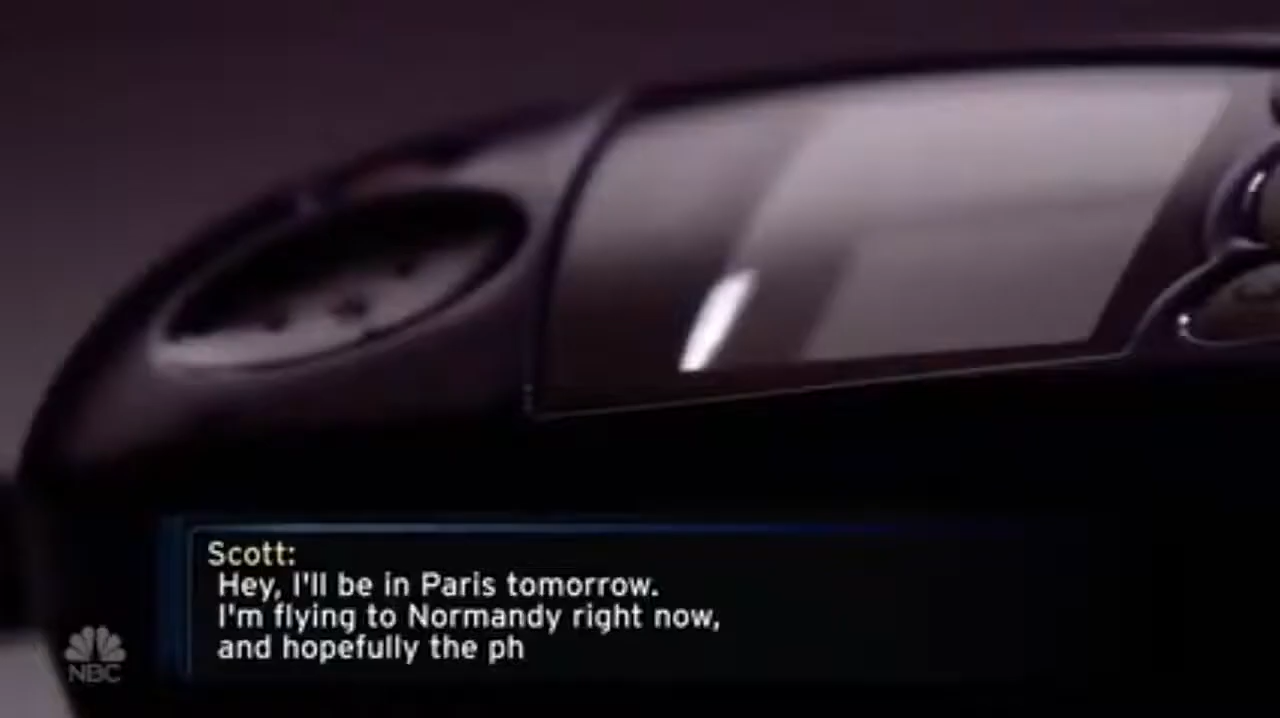 Scott:
Hey, I'll be in Paris tomorrow.
I'm flying to Normandy right now,
and hopefully the ph
NBC